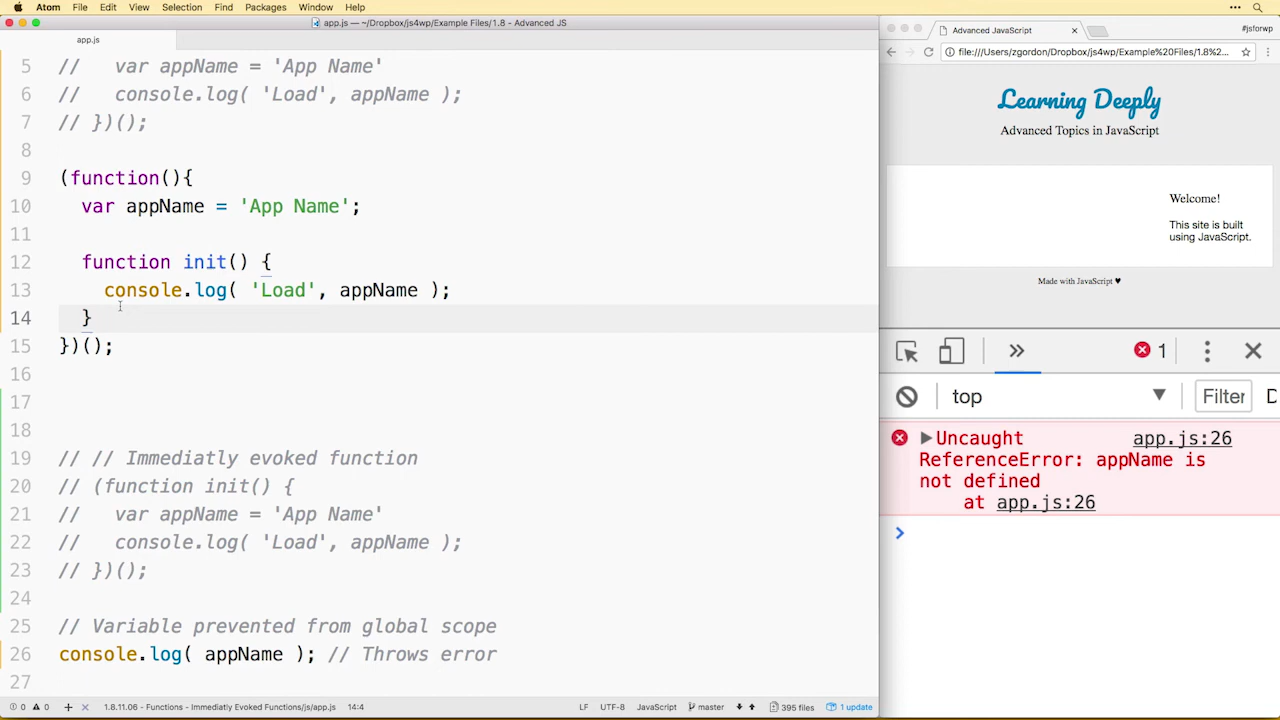 Atom File Edit View Selection Find Packages Window Help
app.js — ~/Dropbox/js4wp/Example Files/1.8 - Advanced JS
app.js
5 // var appName = 'App Name'
6 // console.log( 'Load', appName );
7 // })();
8
9 (function(){
10 var appName = 'App Name';
11
12 function init() {
13 console.log( 'Load', appName );
14 }
15 })();
16
17
18
19 // // Immediatly evoked function
20 // (function init() {
21 // var appName = 'App Name'
22 // console.log( 'Load', appName );
23 // })();
24
25 // Variable prevented from global scope
26 console.log( appName ); // Throws error
27
0 0 + × 1.8.11.06 - Functions - Immediatly Evoked Functions/js/app.js 14:4 LF UTF-8 JavaScript master 395 files 1 update
Advanced JavaScript × #jsforwp
file:///Users/zgordon/Dropbox/js4wp/Example%20Files/1.8%2...
Learning Deeply
Advanced Topics in JavaScript
Welcome!
This site is built
using JavaScript.
Made with JavaScript ♥
1
top Filter D
Uncaught app.js:26
ReferenceError: appName is
not defined
at app.js:26